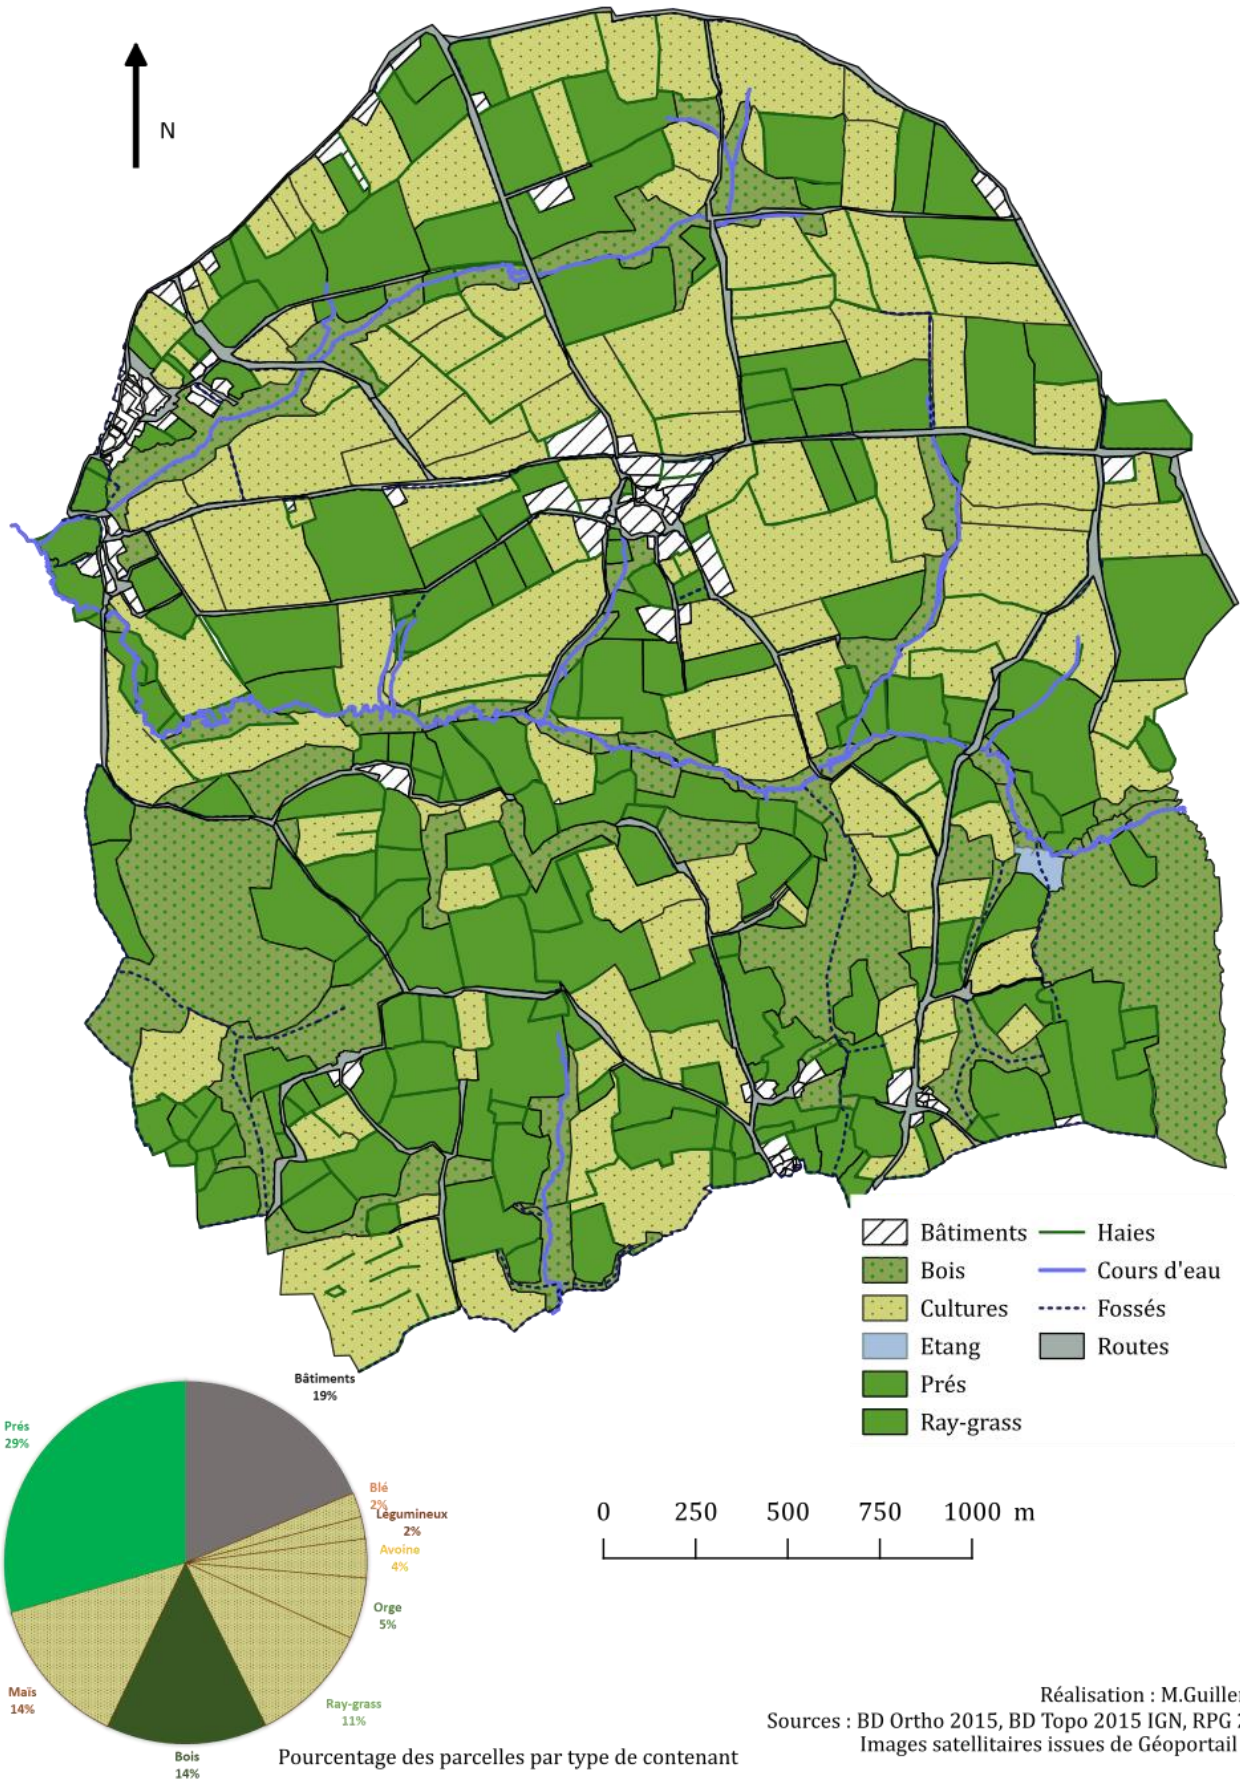 N
Bâtiments
Haies
Bois
Cours d'eau
Cultures
Fossés
Etang
Routes
Prés
Ray-grass
Bâtiments
19%
Prés
29%
Blé
2%
Légumineux
2%
Avoine
4%
Orge
5%
Maïs
14%
Ray-grass
11%
Bois
14%
0 250 500 750 1000 m
Pourcentage des parcelles par type de contenant
Réalisation : M.Guiller
Sources : BD Ortho 2015, BD Topo 2015 IGN, RPG 2
Images satellitaires issues de Géoportail